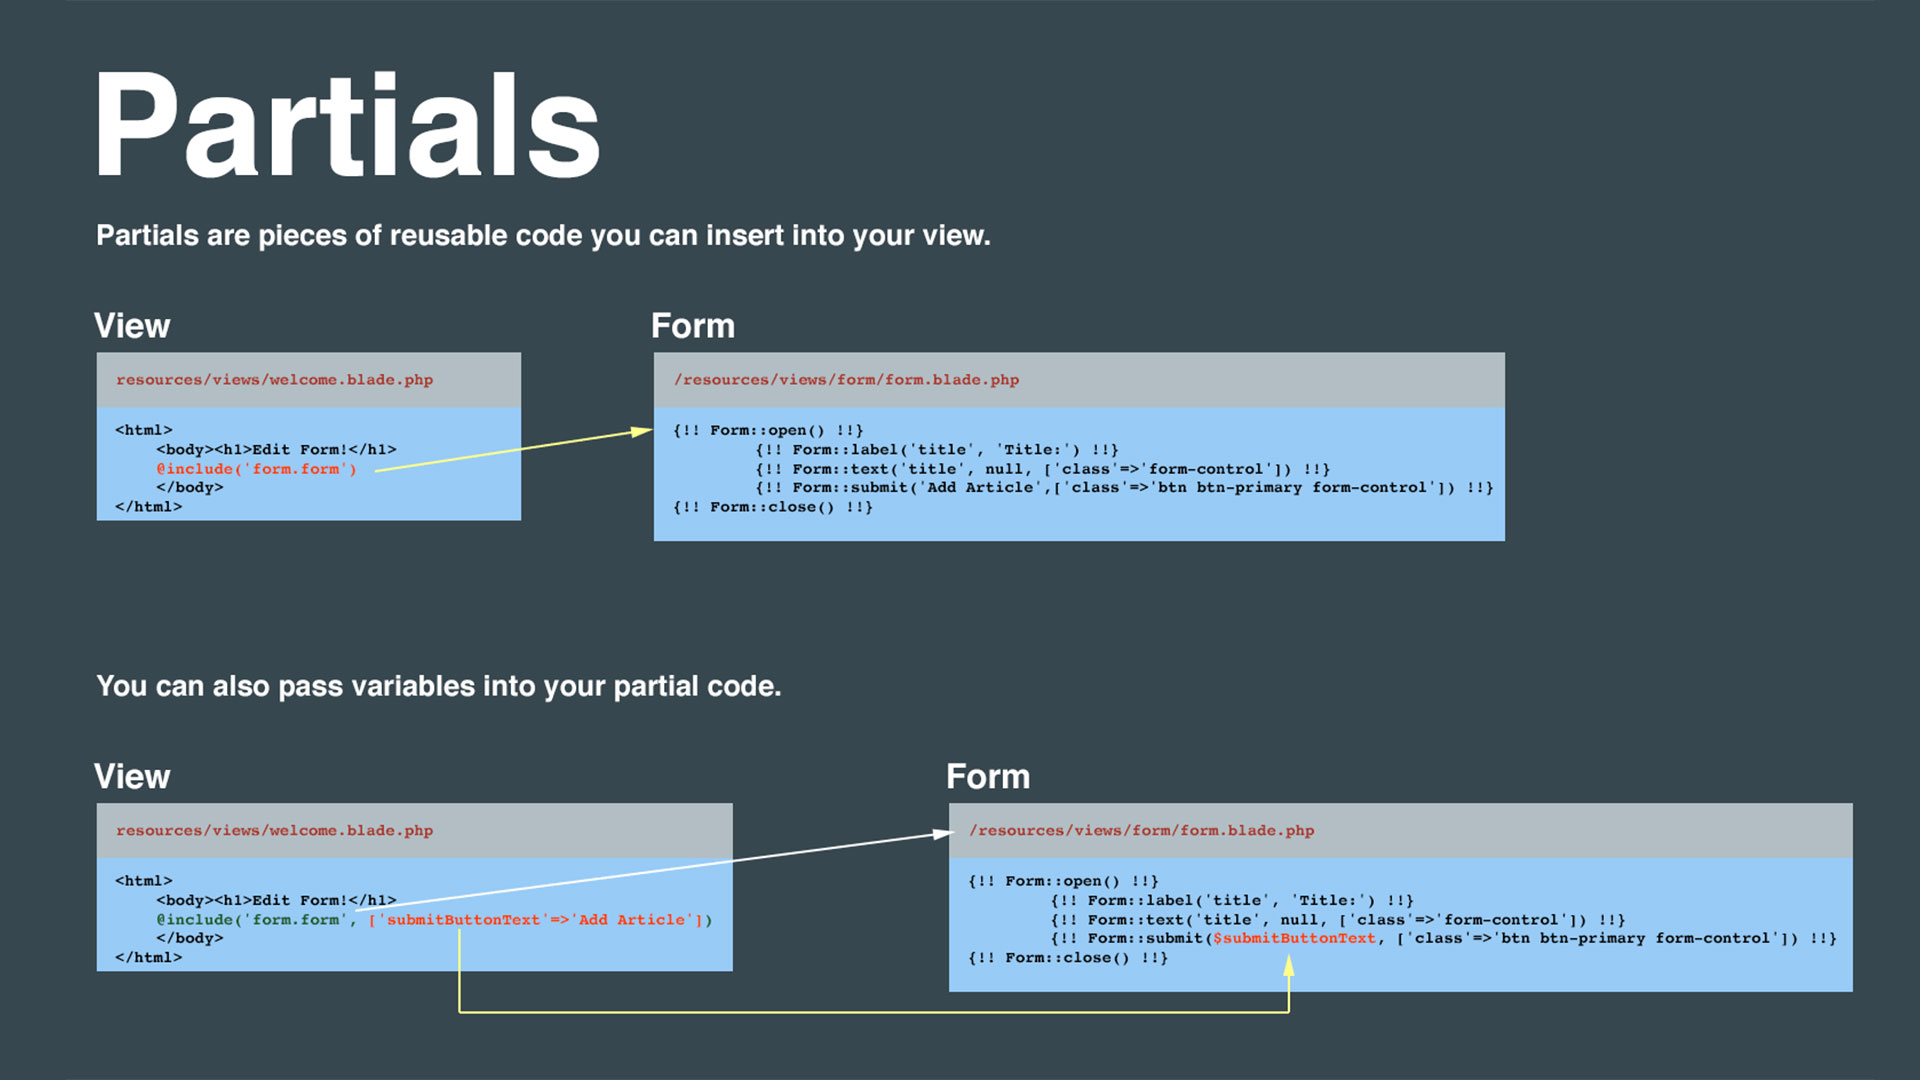 Partials
Partials are pieces of reusable code you can insert into your view.
View
resources/views/welcome.blade.php
<html>
<body><h1>Edit Form!</h1>
@include('form.form')
</body>
</html>
Form
/resources/views/form/form.blade.php
{!! Form::open() !!}
{!! Form::label('title', 'Title:') !!}
{!! Form::text('title', null, ['class'=>'form-control']) !!}
{!! Form::submit('Add Article',['class'=>'btn btn-primary form-control']) !!}
{!! Form::close() !!}
You can also pass variables into your partial code.
View
resources/views/welcome.blade.php
<html>
<body><h1>Edit Form!</h1>
@include('form.form', ['submitButtonText'=>'Add Article'])
</body>
</html>
Form
/resources/views/form/form.blade.php
{!! Form::open() !!}
{!! Form::label('title', 'Title:') !!}
{!! Form::text('title', null, ['class'=>'form-control']) !!}
{!! Form::submit($submitButtonText, ['class'=>'btn btn-primary form-control']) !!}
{!! Form::close() !!}